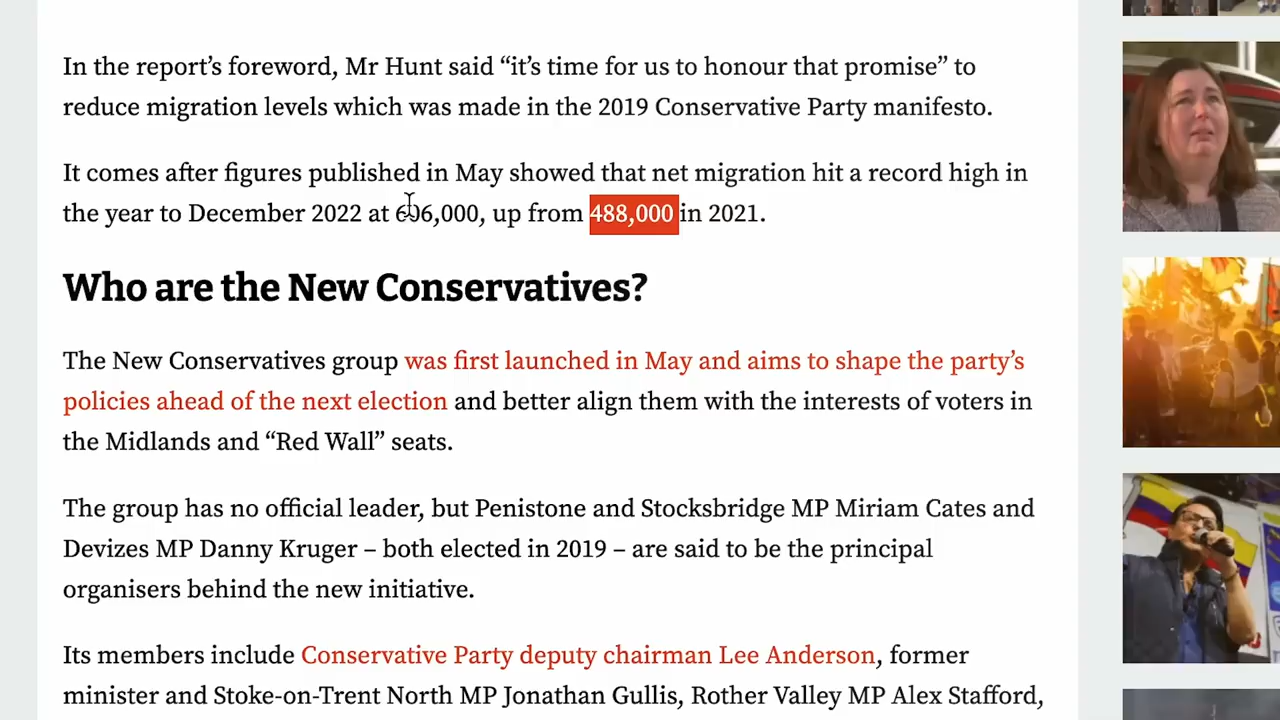 In the report’s foreword, Mr Hunt said “it’s time for us to honour that promise” to
reduce migration levels which was made in the 2019 Conservative Party manifesto.
It comes after figures published in May showed that net migration hit a record high in
the year to December 2022 at 606,000, up from 488,000 in 2021.
Who are the New Conservatives?
The New Conservatives group was first launched in May and aims to shape the party’s
policies ahead of the next election and better align them with the interests of voters in
the Midlands and “Red Wall” seats.
The group has no official leader, but Penistone and Stocksbridge MP Miriam Cates and
Devizes MP Danny Kruger – both elected in 2019 – are said to be the principal
organisers behind the new initiative.
Its members include Conservative Party deputy chairman Lee Anderson, former
minister and Stoke-on-Trent North MP Jonathan Gullis, Rother Valley MP Alex Stafford,